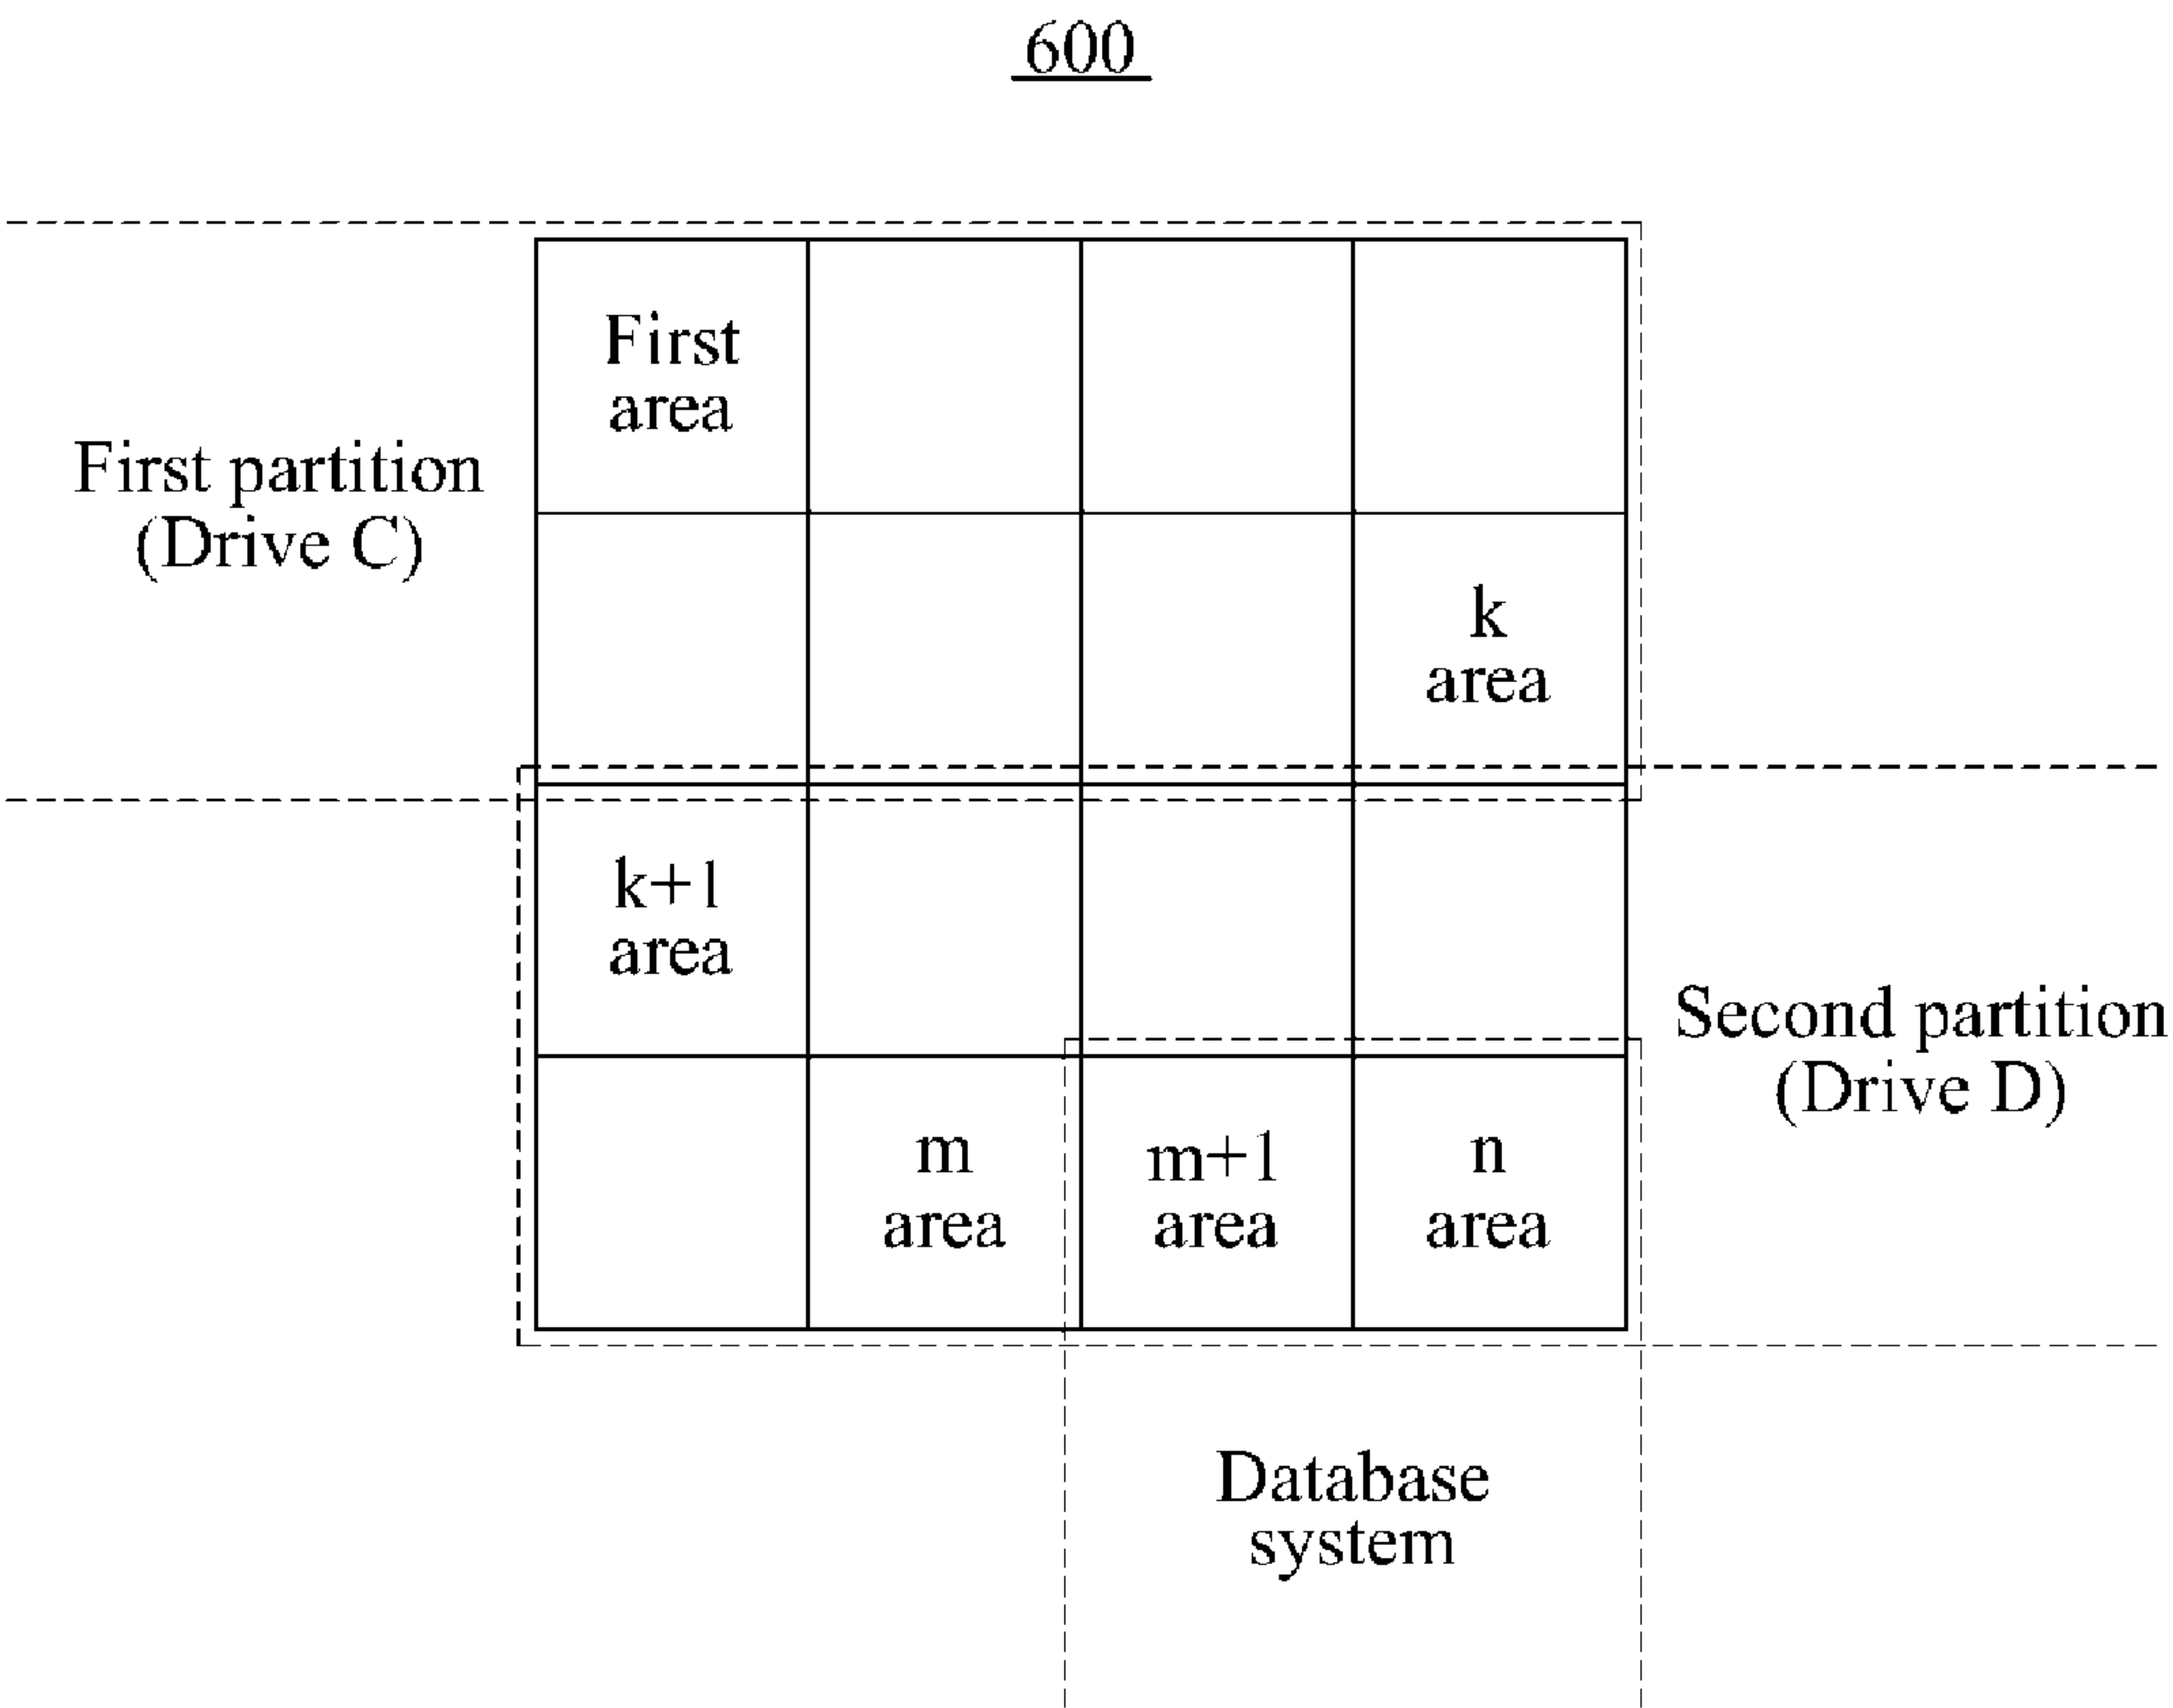 600
First
area
First partition
(Drive C)
k
area
k+1
area
Second partition
(Drive D)
m
area
m+1
area
n
area
Database
system